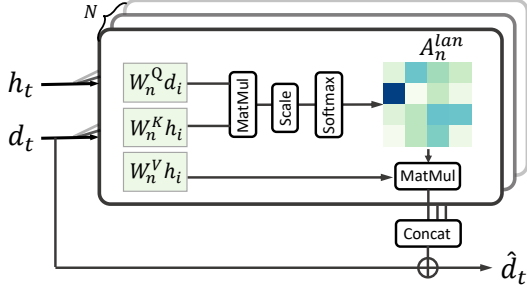 N
h_t
d_t
W_n^Q d_i
W_n^K h_i
W_n^V h_i
MatMul
Scale
Softmax
A_n^{lan}
MatMul
Concat
\hat{d}_t